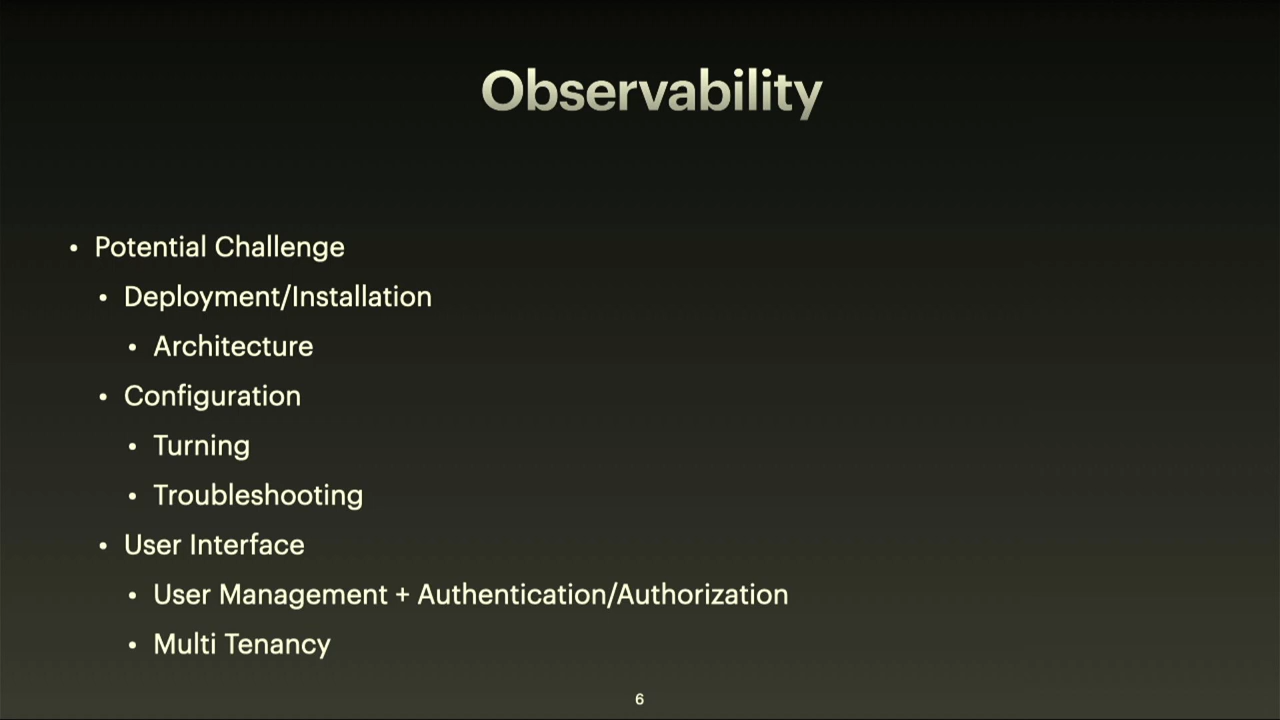 Observability
• Potential Challenge
• Deployment/Installation
• Architecture
• Configuration
• Turning
• Troubleshooting
• User Interface
• User Management + Authentication/Authorization
• Multi Tenancy
6